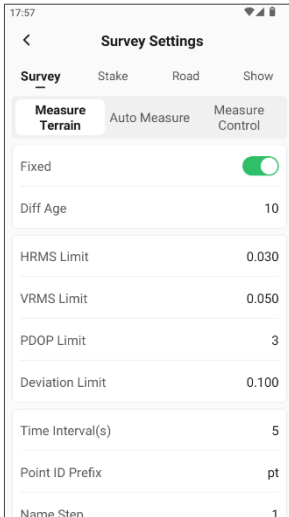 17:57
Survey Settings
Survey Stake Road Show
Measure Terrain Auto Measure Measure Control
Fixed
Diff Age 10
HRMS Limit 0.030
VRMS Limit 0.050
PDOP Limit 3
Deviation Limit 0.100
Time Interval(s) 5
Point ID Prefix pt
Name Step 1